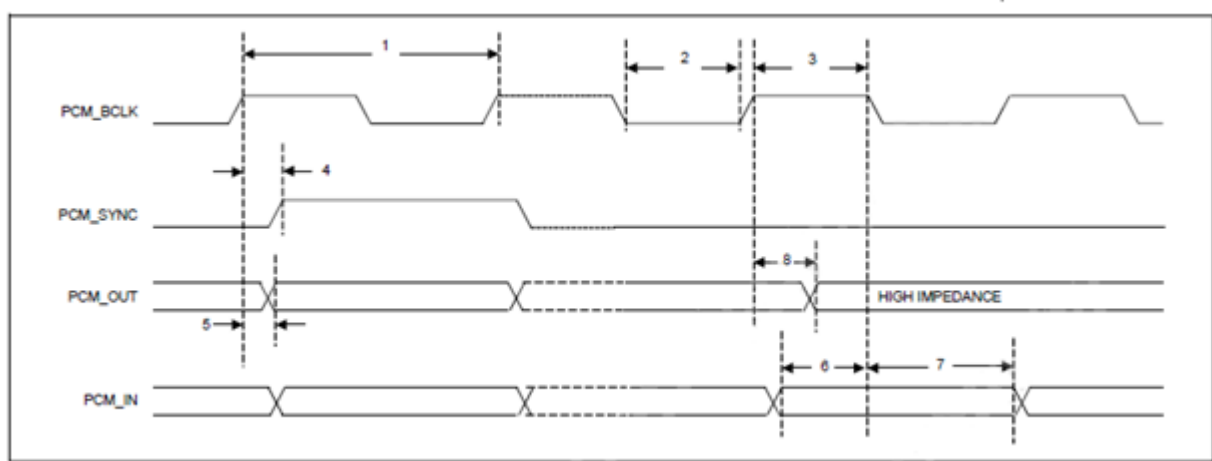 1
2
3
PCM_BCLK
4
PCM_SYNC
8
PCM_OUT
HIGH IMPEDANCE
5
6
7
PCM_IN